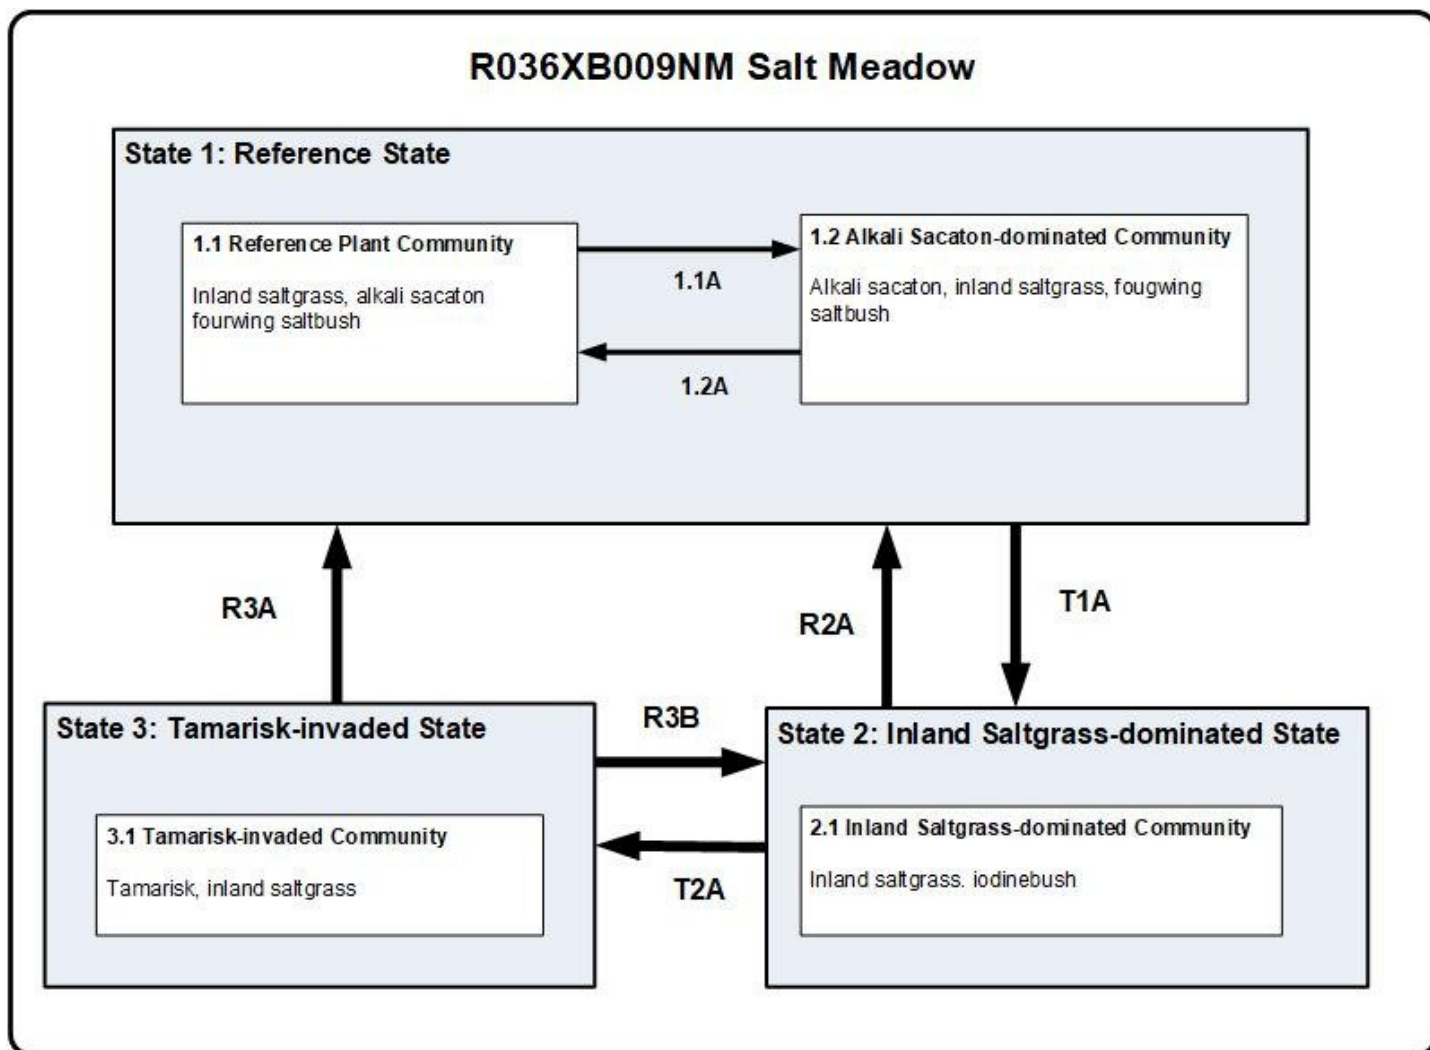 R036XB009NM Salt Meadow
State 1: Reference State
1.1 Reference Plant Community
Inland saltgrass, alkali sacaton
fourwing saltbush
1.1A
1.2A
1.2 Alkali Sacaton-dominated Community
Alkali sacaton, inland saltgrass, fougwing
saltbush
R3A
R2A
T1A
State 3: Tamarisk-invaded State
3.1 Tamarisk-invaded Community
Tamarisk, inland saltgrass
R3B
T2A
State 2: Inland Saltgrass-dominated State
2.1 Inland Saltgrass-dominated Community
Inland saltgrass. iodinebush